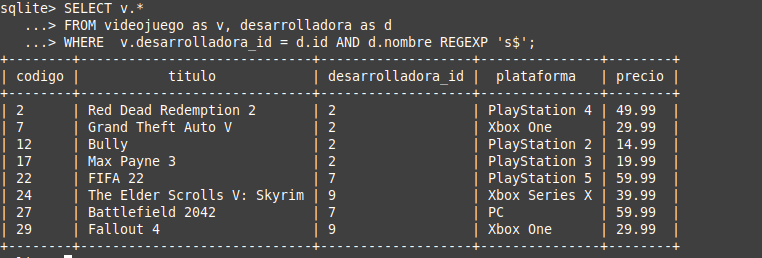 sqlite> SELECT v.*
   ...> FROM videojuego as v, desarrolladora as d
   ...> WHERE  v.desarrolladora_id = d.id AND d.nombre REGEXP 's$';
+--------+-----------------------------+-------------------+---------------+--------+
| codigo |           titulo            | desarrolladora_id |  plataforma   | precio |
+--------+-----------------------------+-------------------+---------------+--------+
| 2      | Red Dead Redemption 2       | 2                 | PlayStation 4 | 49.99  |
| 7      | Grand Theft Auto V          | 2                 | Xbox One      | 29.99  |
| 12     | Bully                       | 2                 | PlayStation 2 | 14.99  |
| 17     | Max Payne 3                 | 2                 | PlayStation 3 | 19.99  |
| 22     | FIFA 22                     | 7                 | PlayStation 5 | 59.99  |
| 24     | The Elder Scrolls V: Skyrim | 9                 | Xbox Series X | 39.99  |
| 27     | Battlefield 2042            | 7                 | PC            | 59.99  |
| 29     | Fallout 4                   | 9                 | Xbox One      | 29.99  |
+--------+-----------------------------+-------------------+---------------+--------+